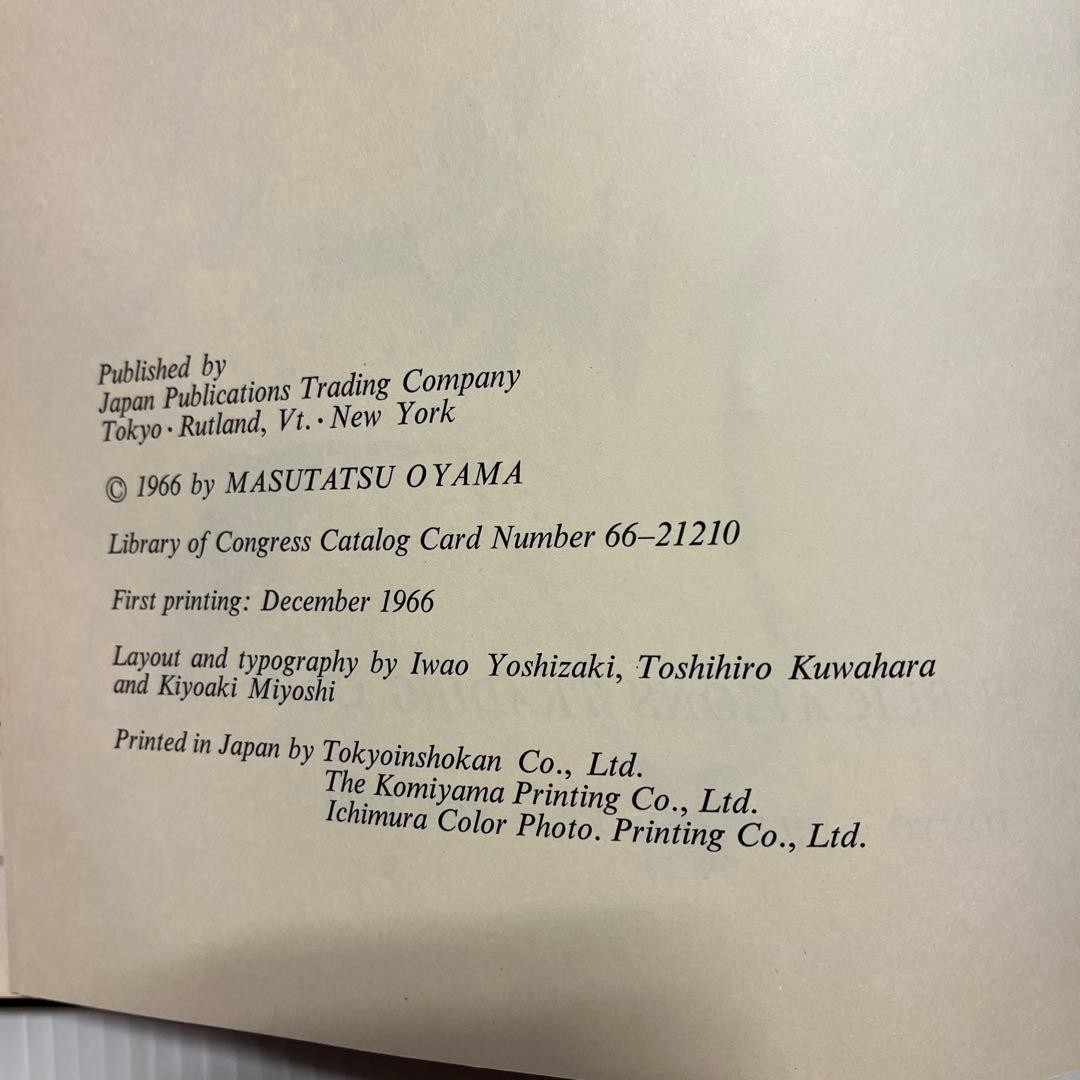 Published by
Japan Publications Trading Company
Tokyo · Rutland, Vt. · New York
© 1966 by MASUTATSU OYAMA
Library of Congress Catalog Card Number 66–21210
First printing: December 1966
Layout and typography by Iwao Yoshizaki, Toshihiro Kuwahara
and Kiyoaki Miyoshi
Printed in Japan by Tokyoinshokan Co., Ltd.
The Komiyama Printing Co., Ltd.
Ichimura Color Photo. Printing Co., Ltd.